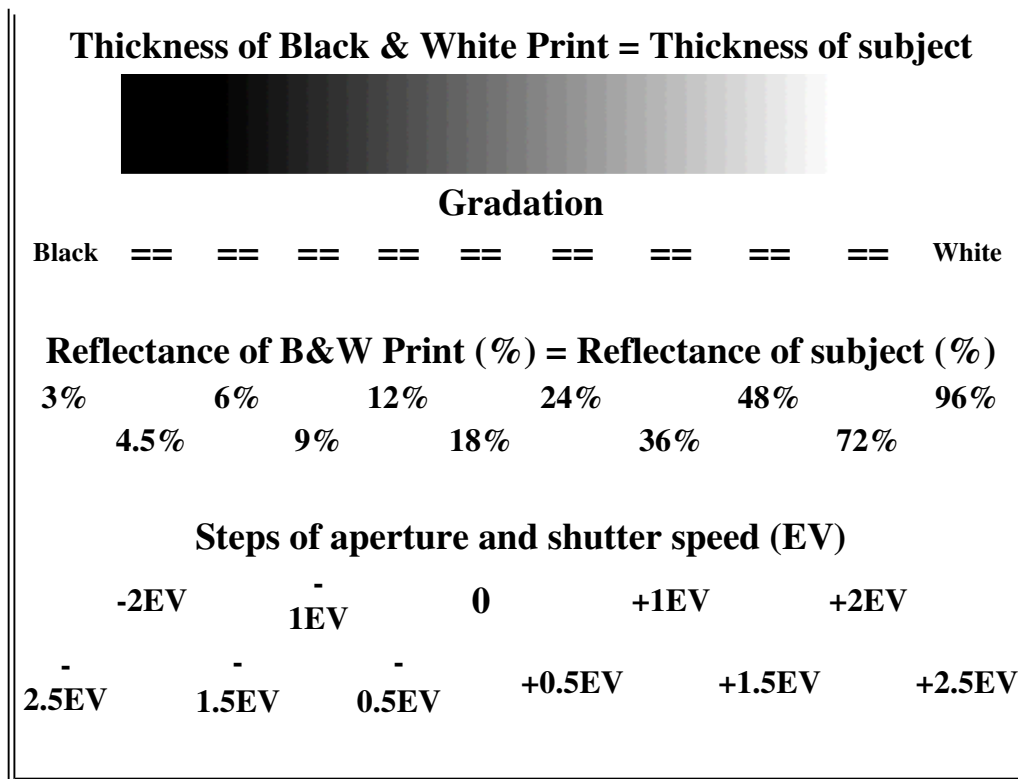 Thickness of Black & White Print = Thickness of subject
Gradation
Black == == == == == == == == == White
Reflectance of B&W Print (%) = Reflectance of subject (%)
3% 6% 12% 24% 48% 96%
4.5% 9% 18% 36% 72%
Steps of aperture and shutter speed (EV)
-2EV -1EV 0 +1EV +2EV
-2.5EV -1.5EV -0.5EV +0.5EV +1.5EV +2.5EV